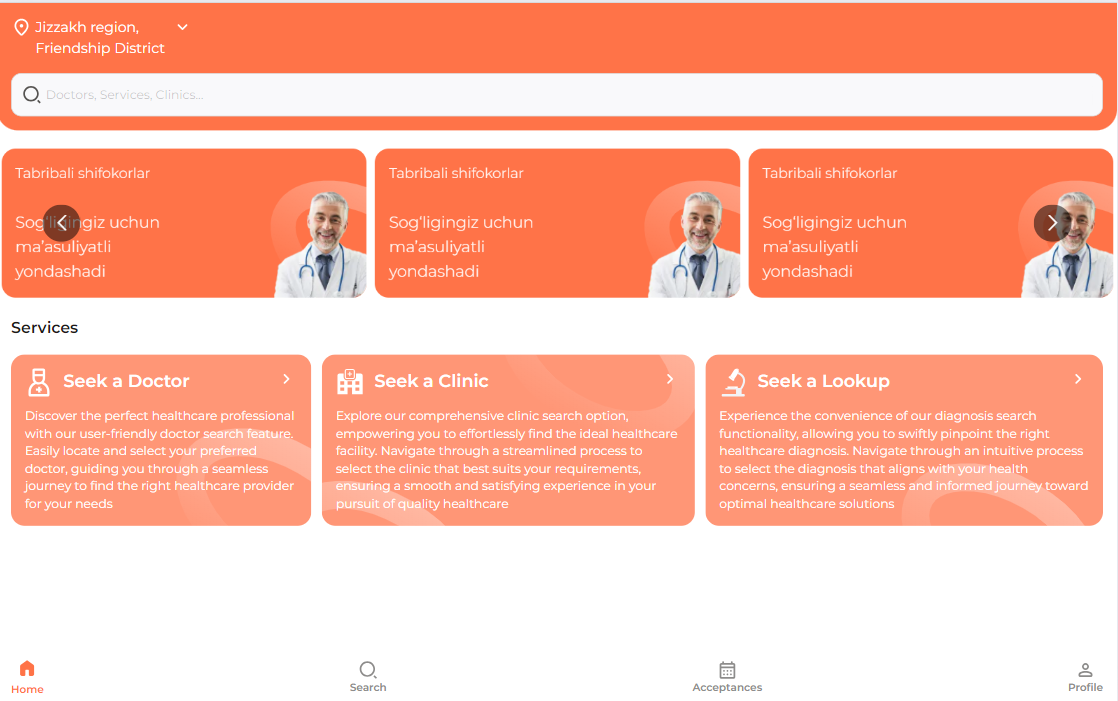 Jizzakh region,
Friendship District
Doctors, Services, Clinics...
Tabribali shifokorlar
Sog'ligingiz uchun
ma'asuliyatli
yondashadi
Tabribali shifokorlar
Sog'ligingiz uchun
ma'asuliyatli
yondashadi
Tabribali shifokorlar
Sog'ligingiz uchun
ma'asuliyatli
yondashadi
Services
Seek a Doctor
Discover the perfect healthcare professional
with our user-friendly doctor search feature.
Easily locate and select your preferred
doctor, guiding you through a seamless
journey to find the right healthcare provider
for your needs
Seek a Clinic
Explore our comprehensive clinic search option,
empowering you to effortlessly find the ideal healthcare
facility. Navigate through a streamlined process to
select the clinic that best suits your requirements,
ensuring a smooth and satisfying experience in your
pursuit of quality healthcare
Seek a Lookup
Experience the convenience of our diagnosis search
functionality, allowing you to swiftly pinpoint the right
healthcare diagnosis. Navigate through an intuitive process
to select the diagnosis that aligns with your health
concerns, ensuring a seamless and informed journey toward
optimal healthcare solutions
Home
Search
Acceptances
Profile